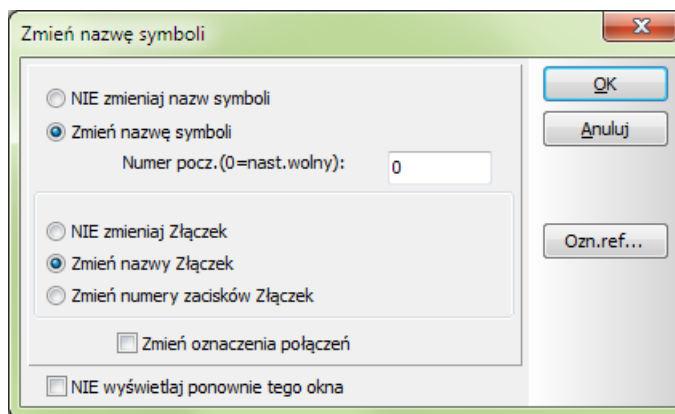 Zmień nazwę symboli
NIE zmieniaj nazw symboli
Zmień nazwę symboli
Numer pocz.(0=nast.wolny): 0
NIE zmieniaj Złączek
Zmień nazwy Złączek
Zmień numery zacisków Złączek
Zmień oznaczenia połączeń
NIE wyświetlaj ponownie tego okna
OK
Anuluj
Ozn.ref...